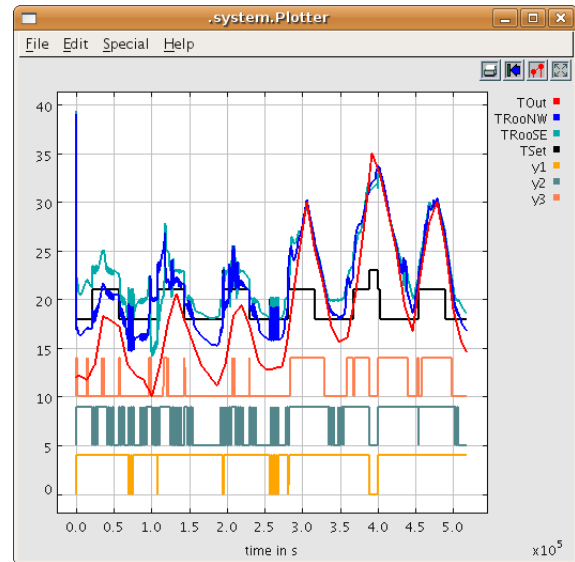 .system.Plotter
File Edit Special Help
40
35
30
25
20
15
10
5
0
0.0 0.5 1.0 1.5 2.0 2.5 3.0 3.5 4.0 4.5 5.0
time in s
x10^5
TOut
TRooNW
TRooSE
TSet
y1
y2
y3